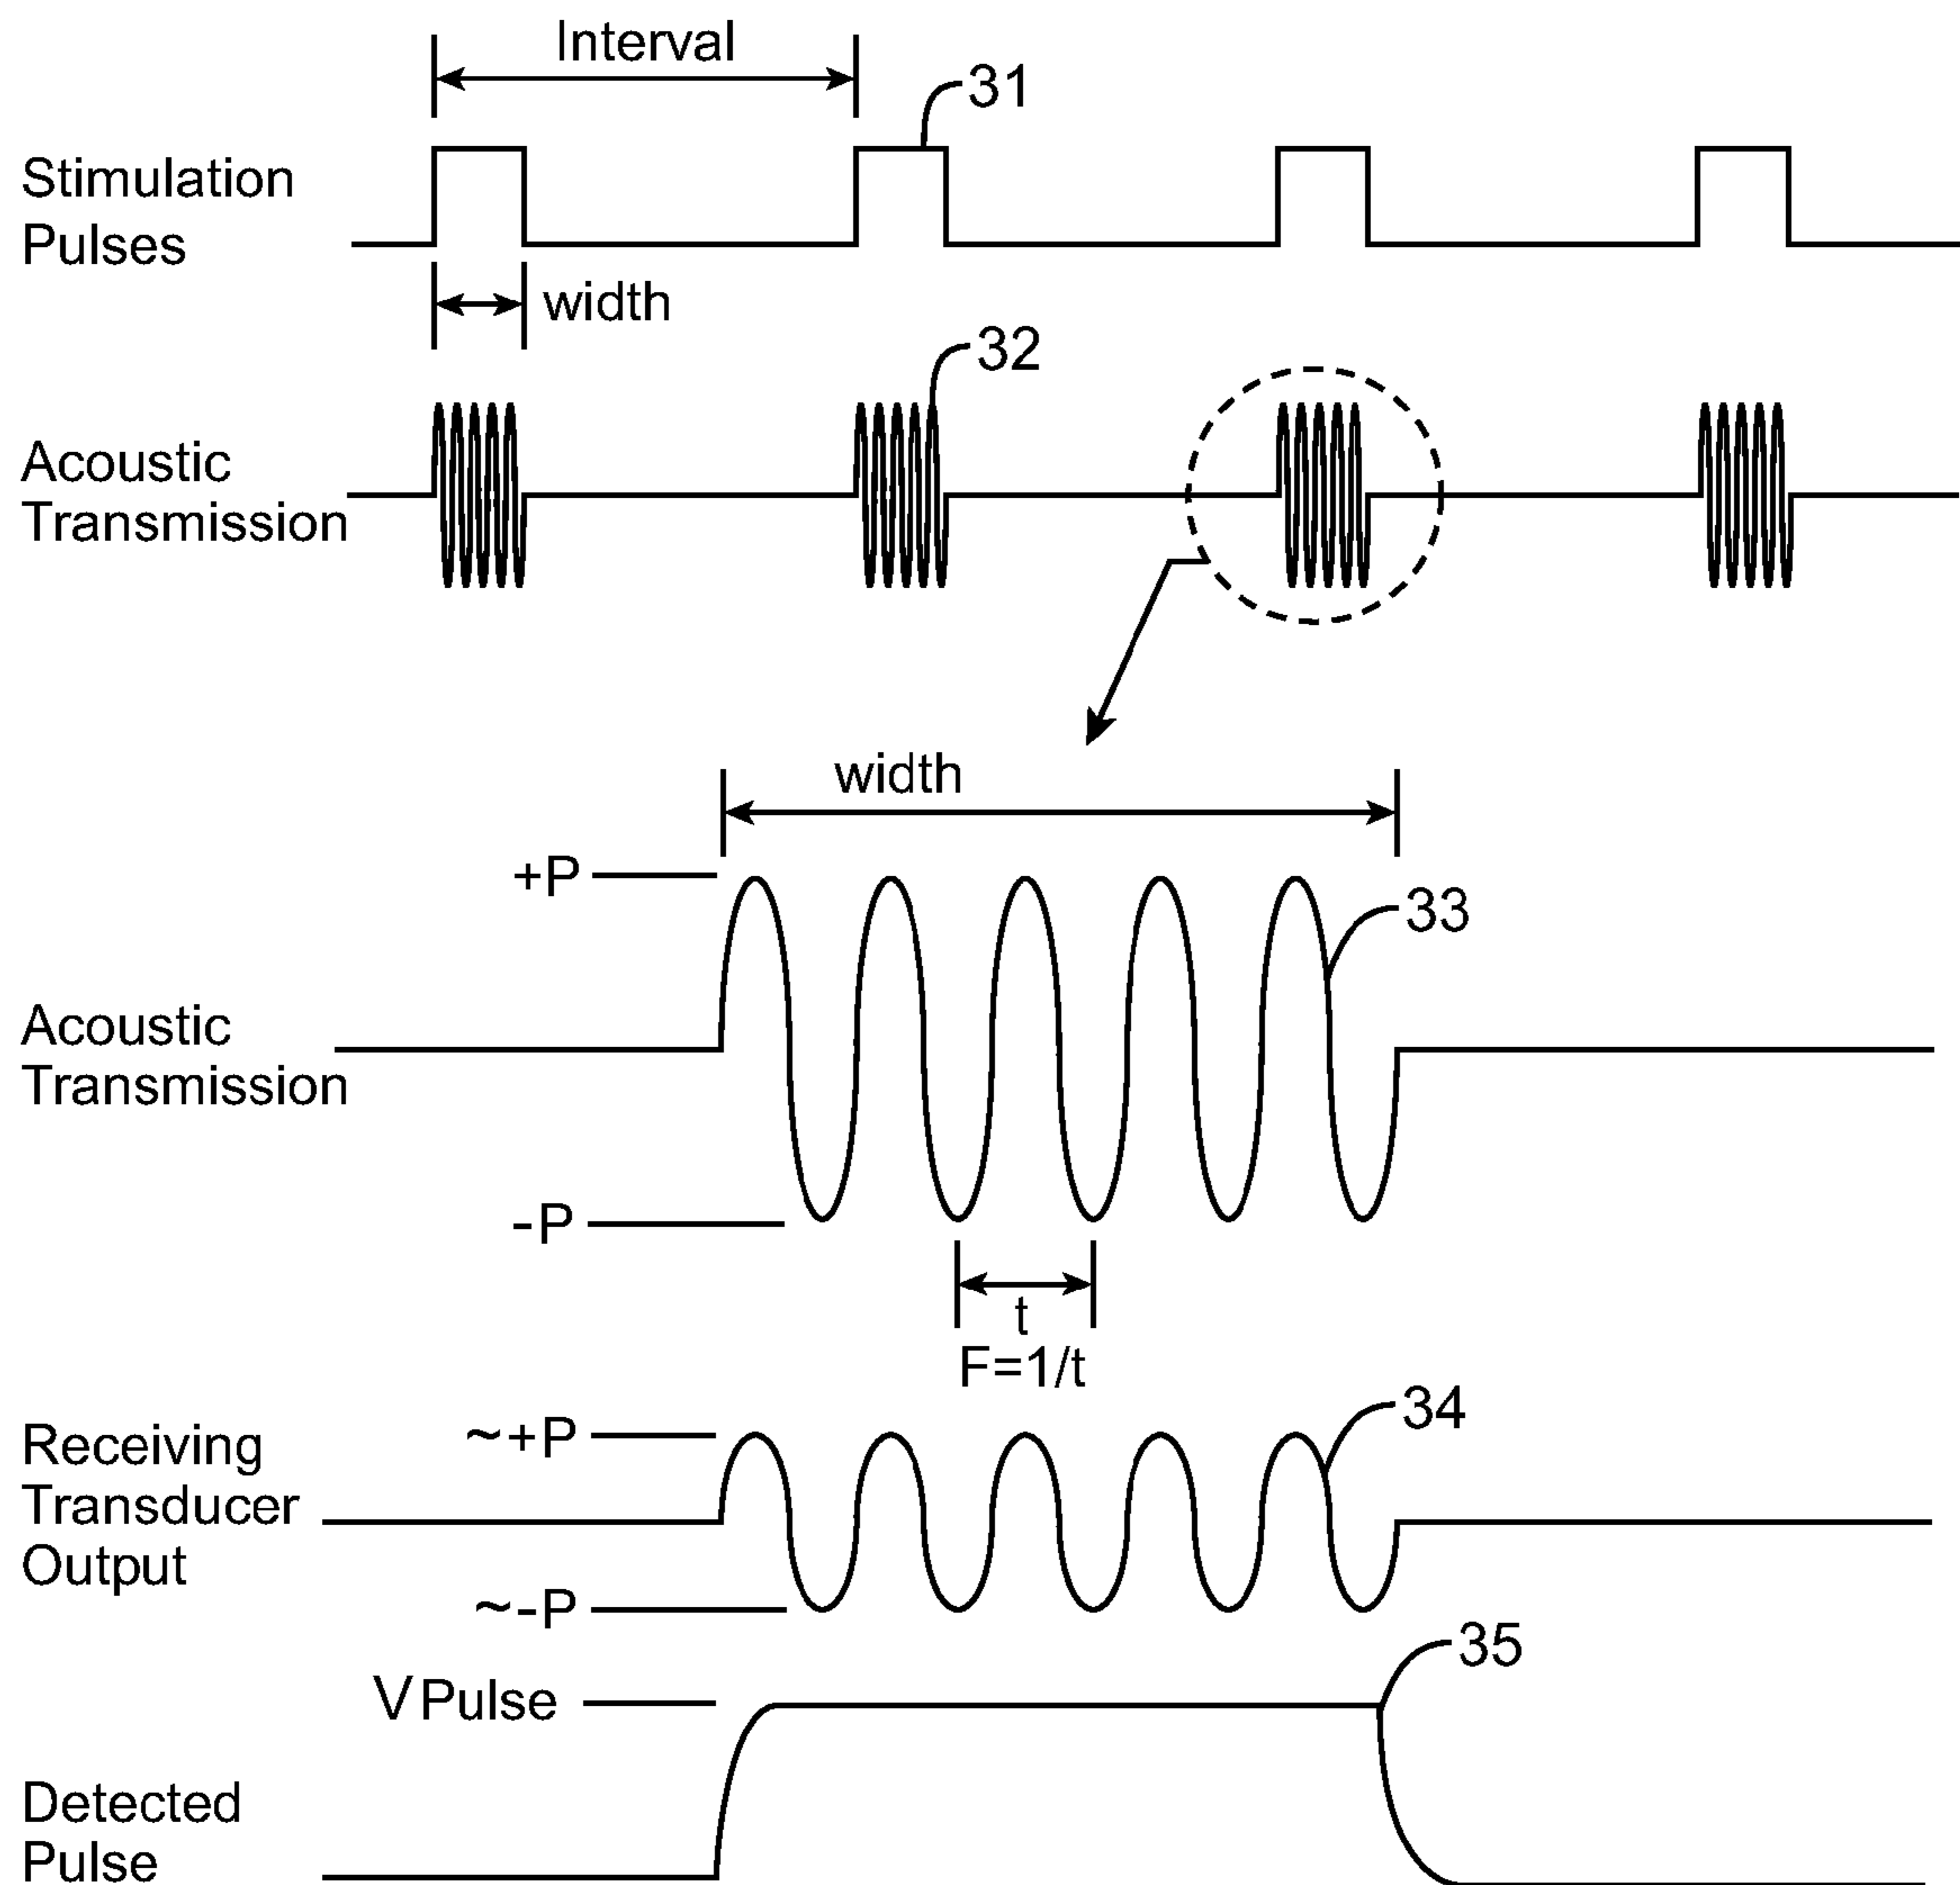 Interval
31
Stimulation
Pulses
width
32
Acoustic
Transmission
width
+P
33
Acoustic
Transmission
-P
t
F=1/t
34
~+P
Receiving
Transducer
Output
~-P
35
V Pulse
Detected
Pulse